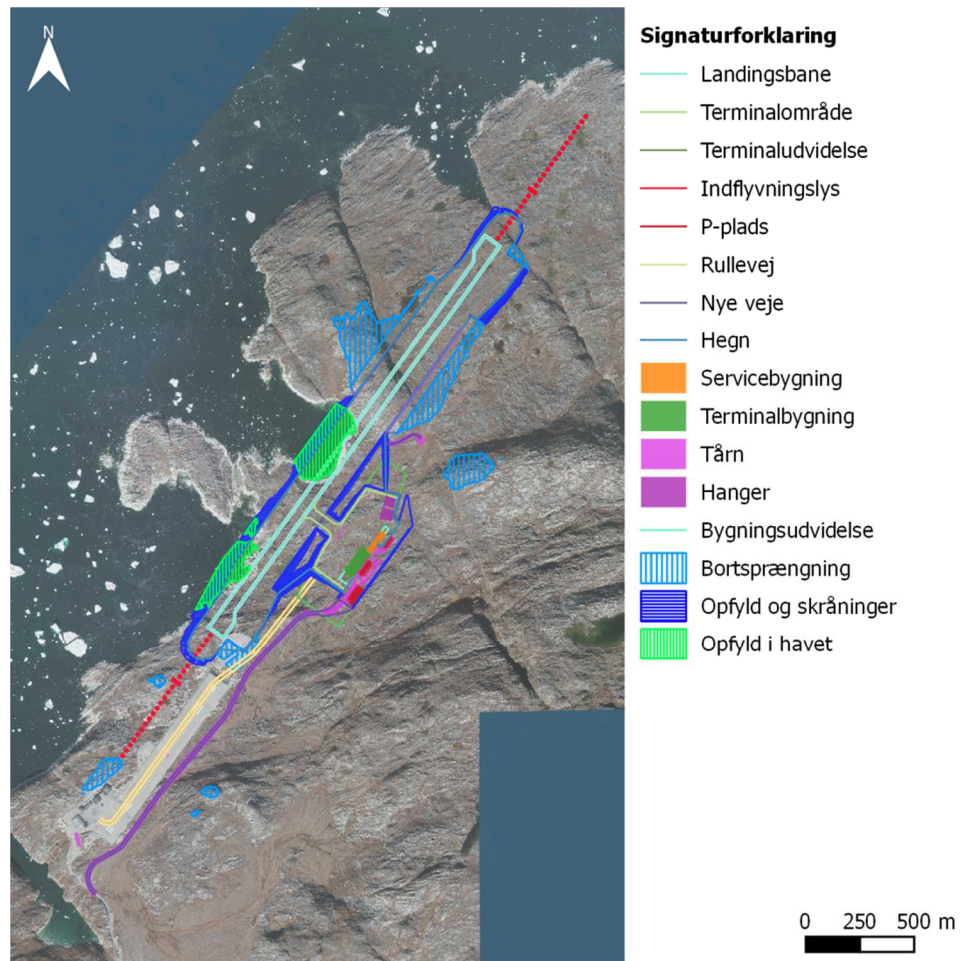 N
Signaturforklaring
Landingsbane
Terminalområde
Terminaludvidelse
Indflyvningslys
P-plads
Rullevej
Nye veje
Hegn
Servicebygning
Terminalbygning
Tårn
Hanger
Bygningsudvidelse
Bortsprængning
Opfyld og skråninger
Opfyld i havet
0 250 500 m